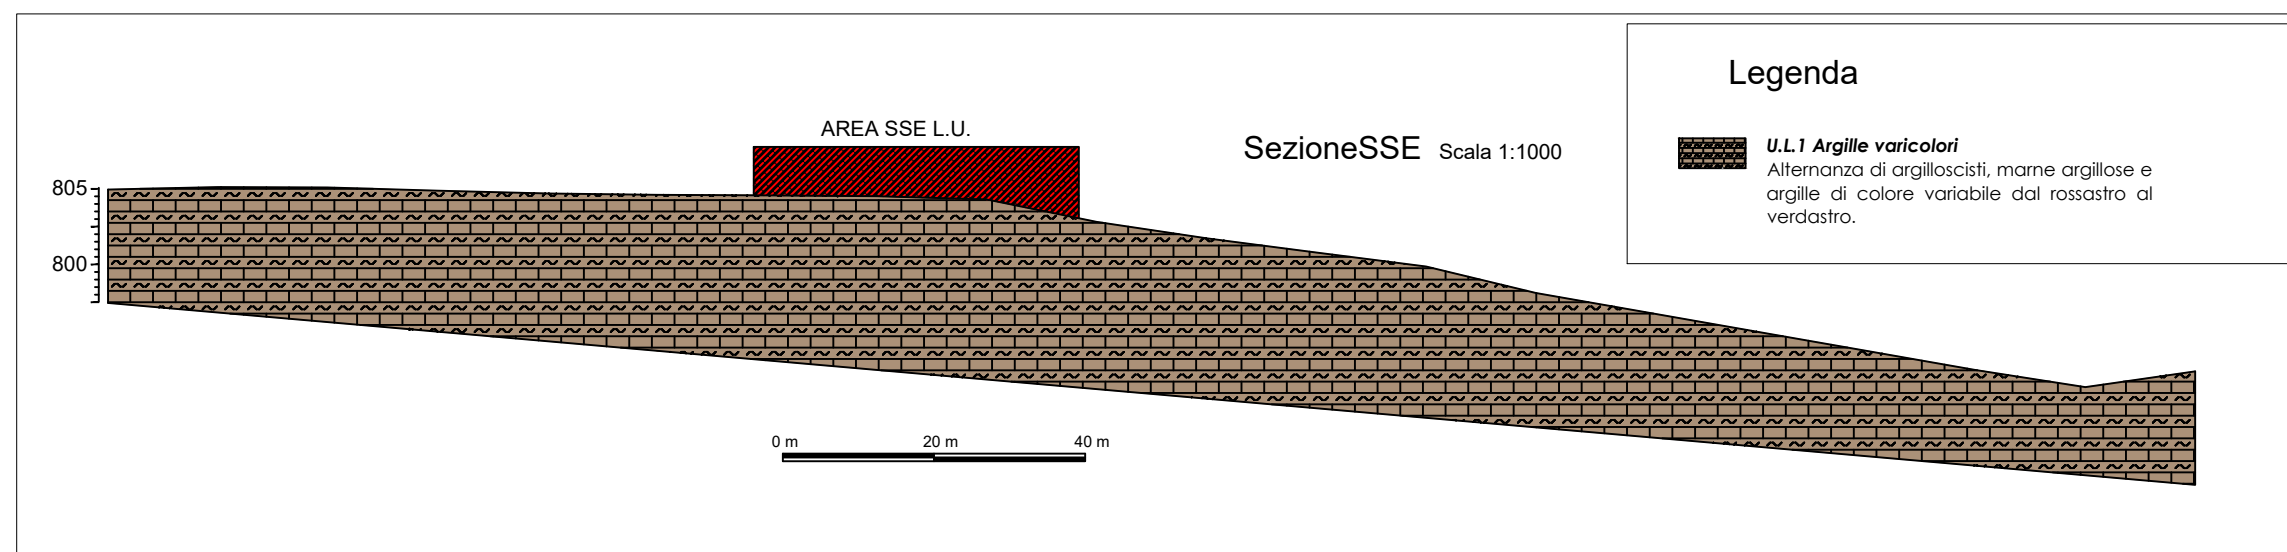 Legenda
AREA SSE L.U.
SezioneSSE Scala 1:1000
U.L.1 Argille varicolori
Alternanza di argilloscisti, marne argillose e
argille di colore variabile dal rossastro al
verdastro.
805
800
0 m 20 m 40 m